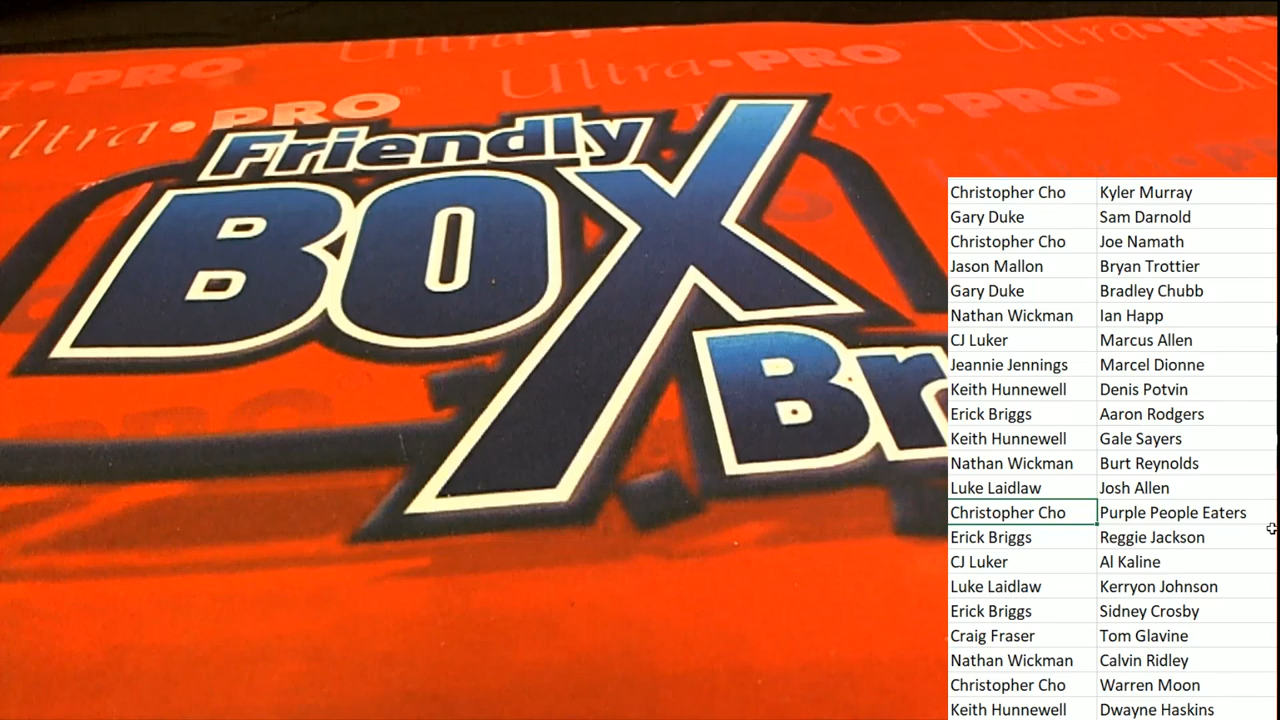 Ultra•PRO
Ultra•PRO
Ultra•PRO
Ultra•PRO
Friendly
BOX
Br
Christopher Cho Kyler Murray
Gary Duke Sam Darnold
Christopher Cho Joe Namath
Jason Mallon Bryan Trottier
Gary Duke Bradley Chubb
Nathan Wickman Ian Happ
CJ Luker Marcus Allen
Jeannie Jennings Marcel Dionne
Keith Hunnewell Denis Potvin
Erick Briggs Aaron Rodgers
Keith Hunnewell Gale Sayers
Nathan Wickman Burt Reynolds
Luke Laidlaw Josh Allen
Christopher Cho Purple People Eaters
Erick Briggs Reggie Jackson
CJ Luker Al Kaline
Luke Laidlaw Kerryon Johnson
Erick Briggs Sidney Crosby
Craig Fraser Tom Glavine
Nathan Wickman Calvin Ridley
Christopher Cho Warren Moon
Keith Hunnewell Dwayne Haskins